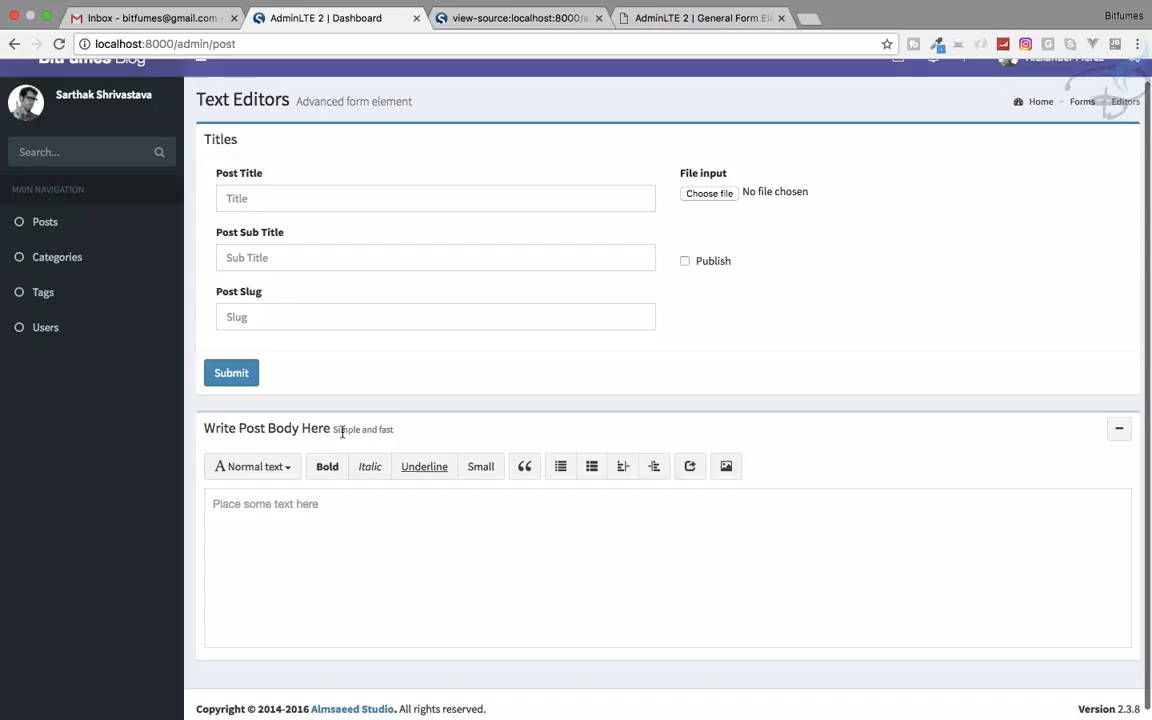 Inbox - bitfumes@gmail.com -
AdminLTE 2 | Dashboard
view-source:localhost:8000/a
AdminLTE 2 | General Form El
Bitfumes
localhost:8000/admin/post
BitFumes Blog
Alexander Pierce
Sarthak Shrivastava
Text Editors Advanced form element
Home > Forms > Editors
Search...
Titles
MAIN NAVIGATION
Post Title
File input
Title
Choose file No file chosen
Posts
Post Sub Title
Categories
Sub Title
Publish
Tags
Post Slug
Slug
Users
Submit
Write Post Body Here Simple and fast
Normal text
Bold
Italic
Underline
Small
Place some text here
Copyright © 2014-2016 Almsaeed Studio. All rights reserved.
Version 2.3.8